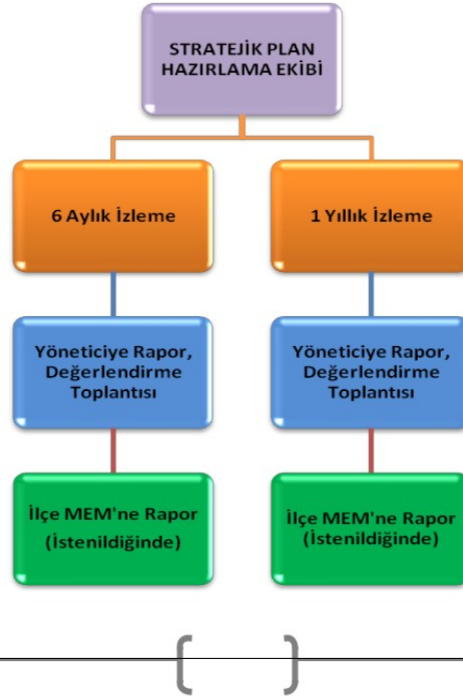 STRATEJİK PLAN
HAZIRLAMA EKİBİ
6 Aylık İzleme
1 Yıllık İzleme
Yöneticiye Rapor,
Değerlendirme
Toplantısı
Yöneticiye Rapor,
Değerlendirme
Toplantısı
İlçe MEM'ne Rapor
(İstenildiğinde)
İlçe MEM'ne Rapor
(İstenildiğinde)